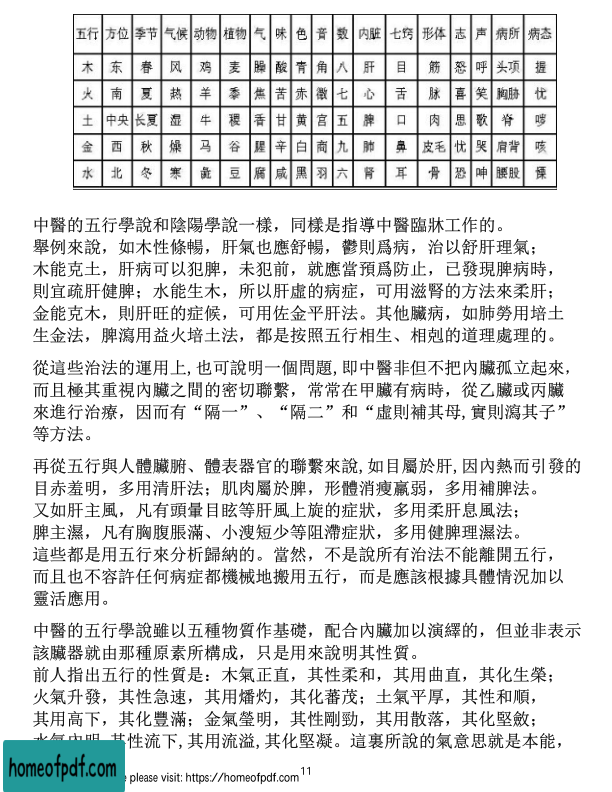 五行 方位 季节 气候 动物 植物 气 味 色 音 数 内脏 七窍 形体 志 声 病所 病态
木 东 春 风 鸡 麦 臊 酸 青 角 八 肝 目 筋 怒 呼 头项 握
火 南 夏 热 羊 黍 焦 苦 赤 徵 七 心 舌 脉 喜 笑 胸胁 忧
土 中央 长夏 湿 牛 稷 香 甘 黄 宫 五 脾 口 肉 思 歌 脊 哕
金 西 秋 燥 马 谷 腥 辛 白 商 九 肺 鼻 皮毛 忧 哭 肩背 咳
水 北 冬 寒 彘 豆 腐 咸 黑 羽 六 肾 耳 骨 恐 呻 腰股 慄
中醫的五行學說和陰陽學說一樣，同樣是指導中醫臨牀工作的。
舉例來說，如木性條暢，肝氣也應舒暢，鬱則爲病，治以舒肝理氣；
木能克土，肝病可以犯脾，未犯前，就應當預爲防止，已發現脾病時，
則宜疏肝健脾；水能生木，所以肝虛的病症，可用滋腎的方法來柔肝；
金能克木，則肝旺的症候，可用佐金平肝法。其他臟病，如肺勞用培土
生金法，脾瀉用益火培土法，都是按照五行相生、相剋的道理處理的。
從這些治法的運用上,也可說明一個問題,即中醫非但不把內臟孤立起來，
而且極其重視內臟之間的密切聯繫，常常在甲臟有病時，從乙臟或丙臟
來進行治療，因而有“隔一”、“隔二”和“虛則補其母,實則瀉其子”
等方法。
再從五行與人體臟腑、體表器官的聯繫來說,如目屬於肝,因內熱而引發的
目赤羞明，多用清肝法；肌肉屬於脾，形體消瘦羸弱，多用補脾法。
又如肝主風，凡有頭暈目眩等肝風上旋的症狀，多用柔肝息風法；
脾主濕，凡有胸腹脹滿、小溲短少等阻滯症狀，多用健脾理濕法。
這些都是用五行來分析歸納的。當然，不是說所有治法不能離開五行，
而且也不容許任何病症都機械地搬用五行，而是應該根據具體情況加以
靈活應用。
中醫的五行學說雖以五種物質作基礎，配合內臟加以演繹的，但並非表示
該臟器就由那種原素所構成，只是用來說明其性質。
前人指出五行的性質是：木氣正直，其性柔和，其用曲直，其化生榮；
火氣升發，其性急速，其用燔灼，其化蕃茂；土氣平厚，其性和順，
其用高下，其化豐滿；金氣瑩明，其性剛勁，其用散落，其化堅斂；
水氣內明,其性流下,其用流溢,其化堅凝。這裏所說的氣意思就是本能，
homeofpdf.com
please visit: https://homeofpdf.com
11